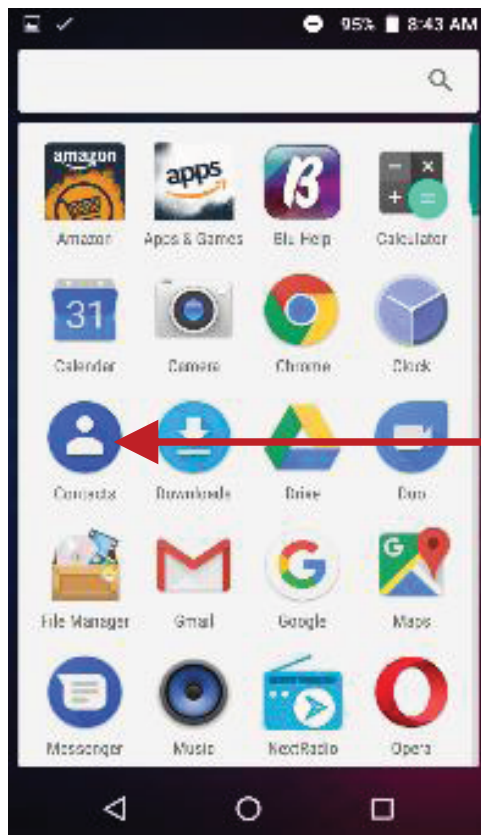 95% 8:43 AM
amazon apps B
Amazon Apps & Games Blu Help Calculator
31
Calendar Camera Chrome Clock
Contacts Downloads Drive Duo
G G
File Manager Gmail Google Maps
Messenger Music NextRadio Opera